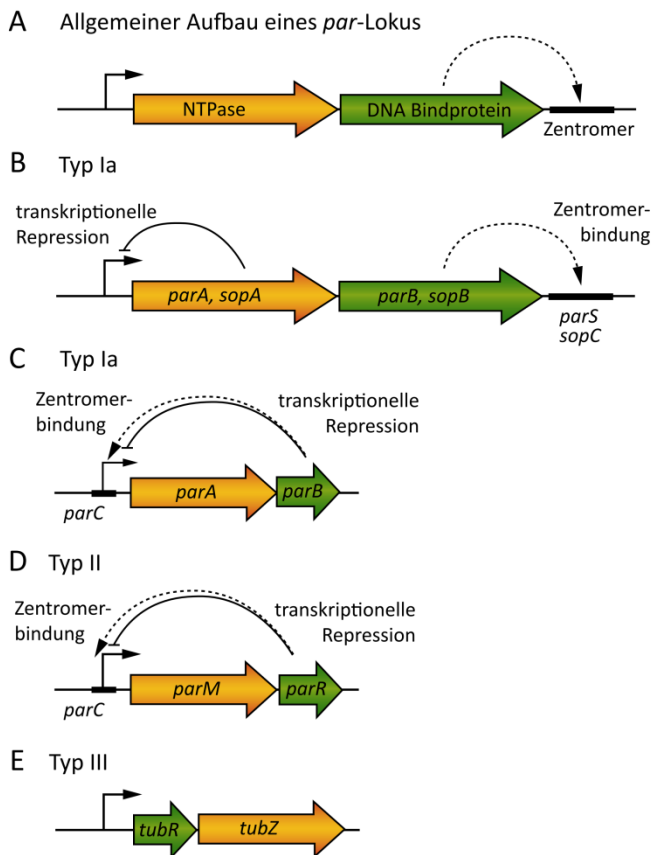 A Allgemeiner Aufbau eines par-Lokus
NTPase
DNA Bindprotein
Zentromer
B Typ Ia
transkriptionelle
Repression
Zentromer-
bindung
parA, sopA
parB, sopB
parS
sopC
C Typ Ia
Zentromer-
bindung
transkriptionelle
Repression
parC
parA
parB
D Typ II
Zentromer-
bindung
transkriptionelle
Repression
parC
parM
parR
E Typ III
tubR
tubZ